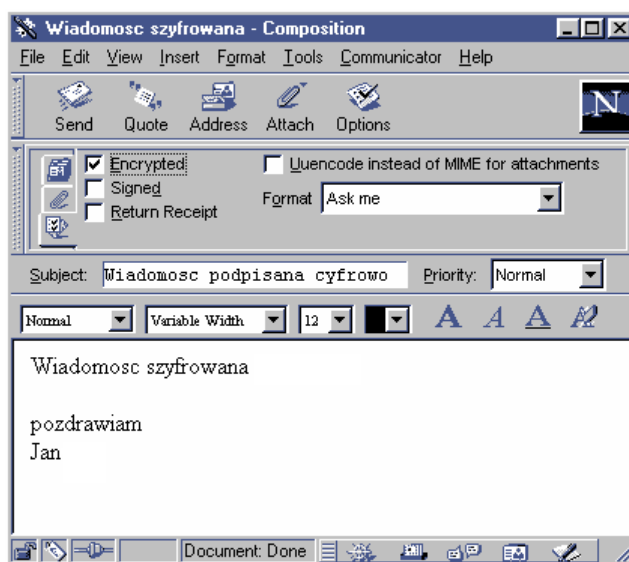 Wiadomosc szyfrowana - Composition
File Edit View Insert Format Tools Communicator Help
Send Quote Address Attach Options
N
Encrypted
Uuencode instead of MIME for attachments
Signed
Format Ask me
Return Receipt
Subject: Wiadomosc podpisana cyfrowo Priority: Normal
Normal Variable Width 12 A A A A
Wiadomosc szyfrowana
pozdrawiam
Jan
Document: Done